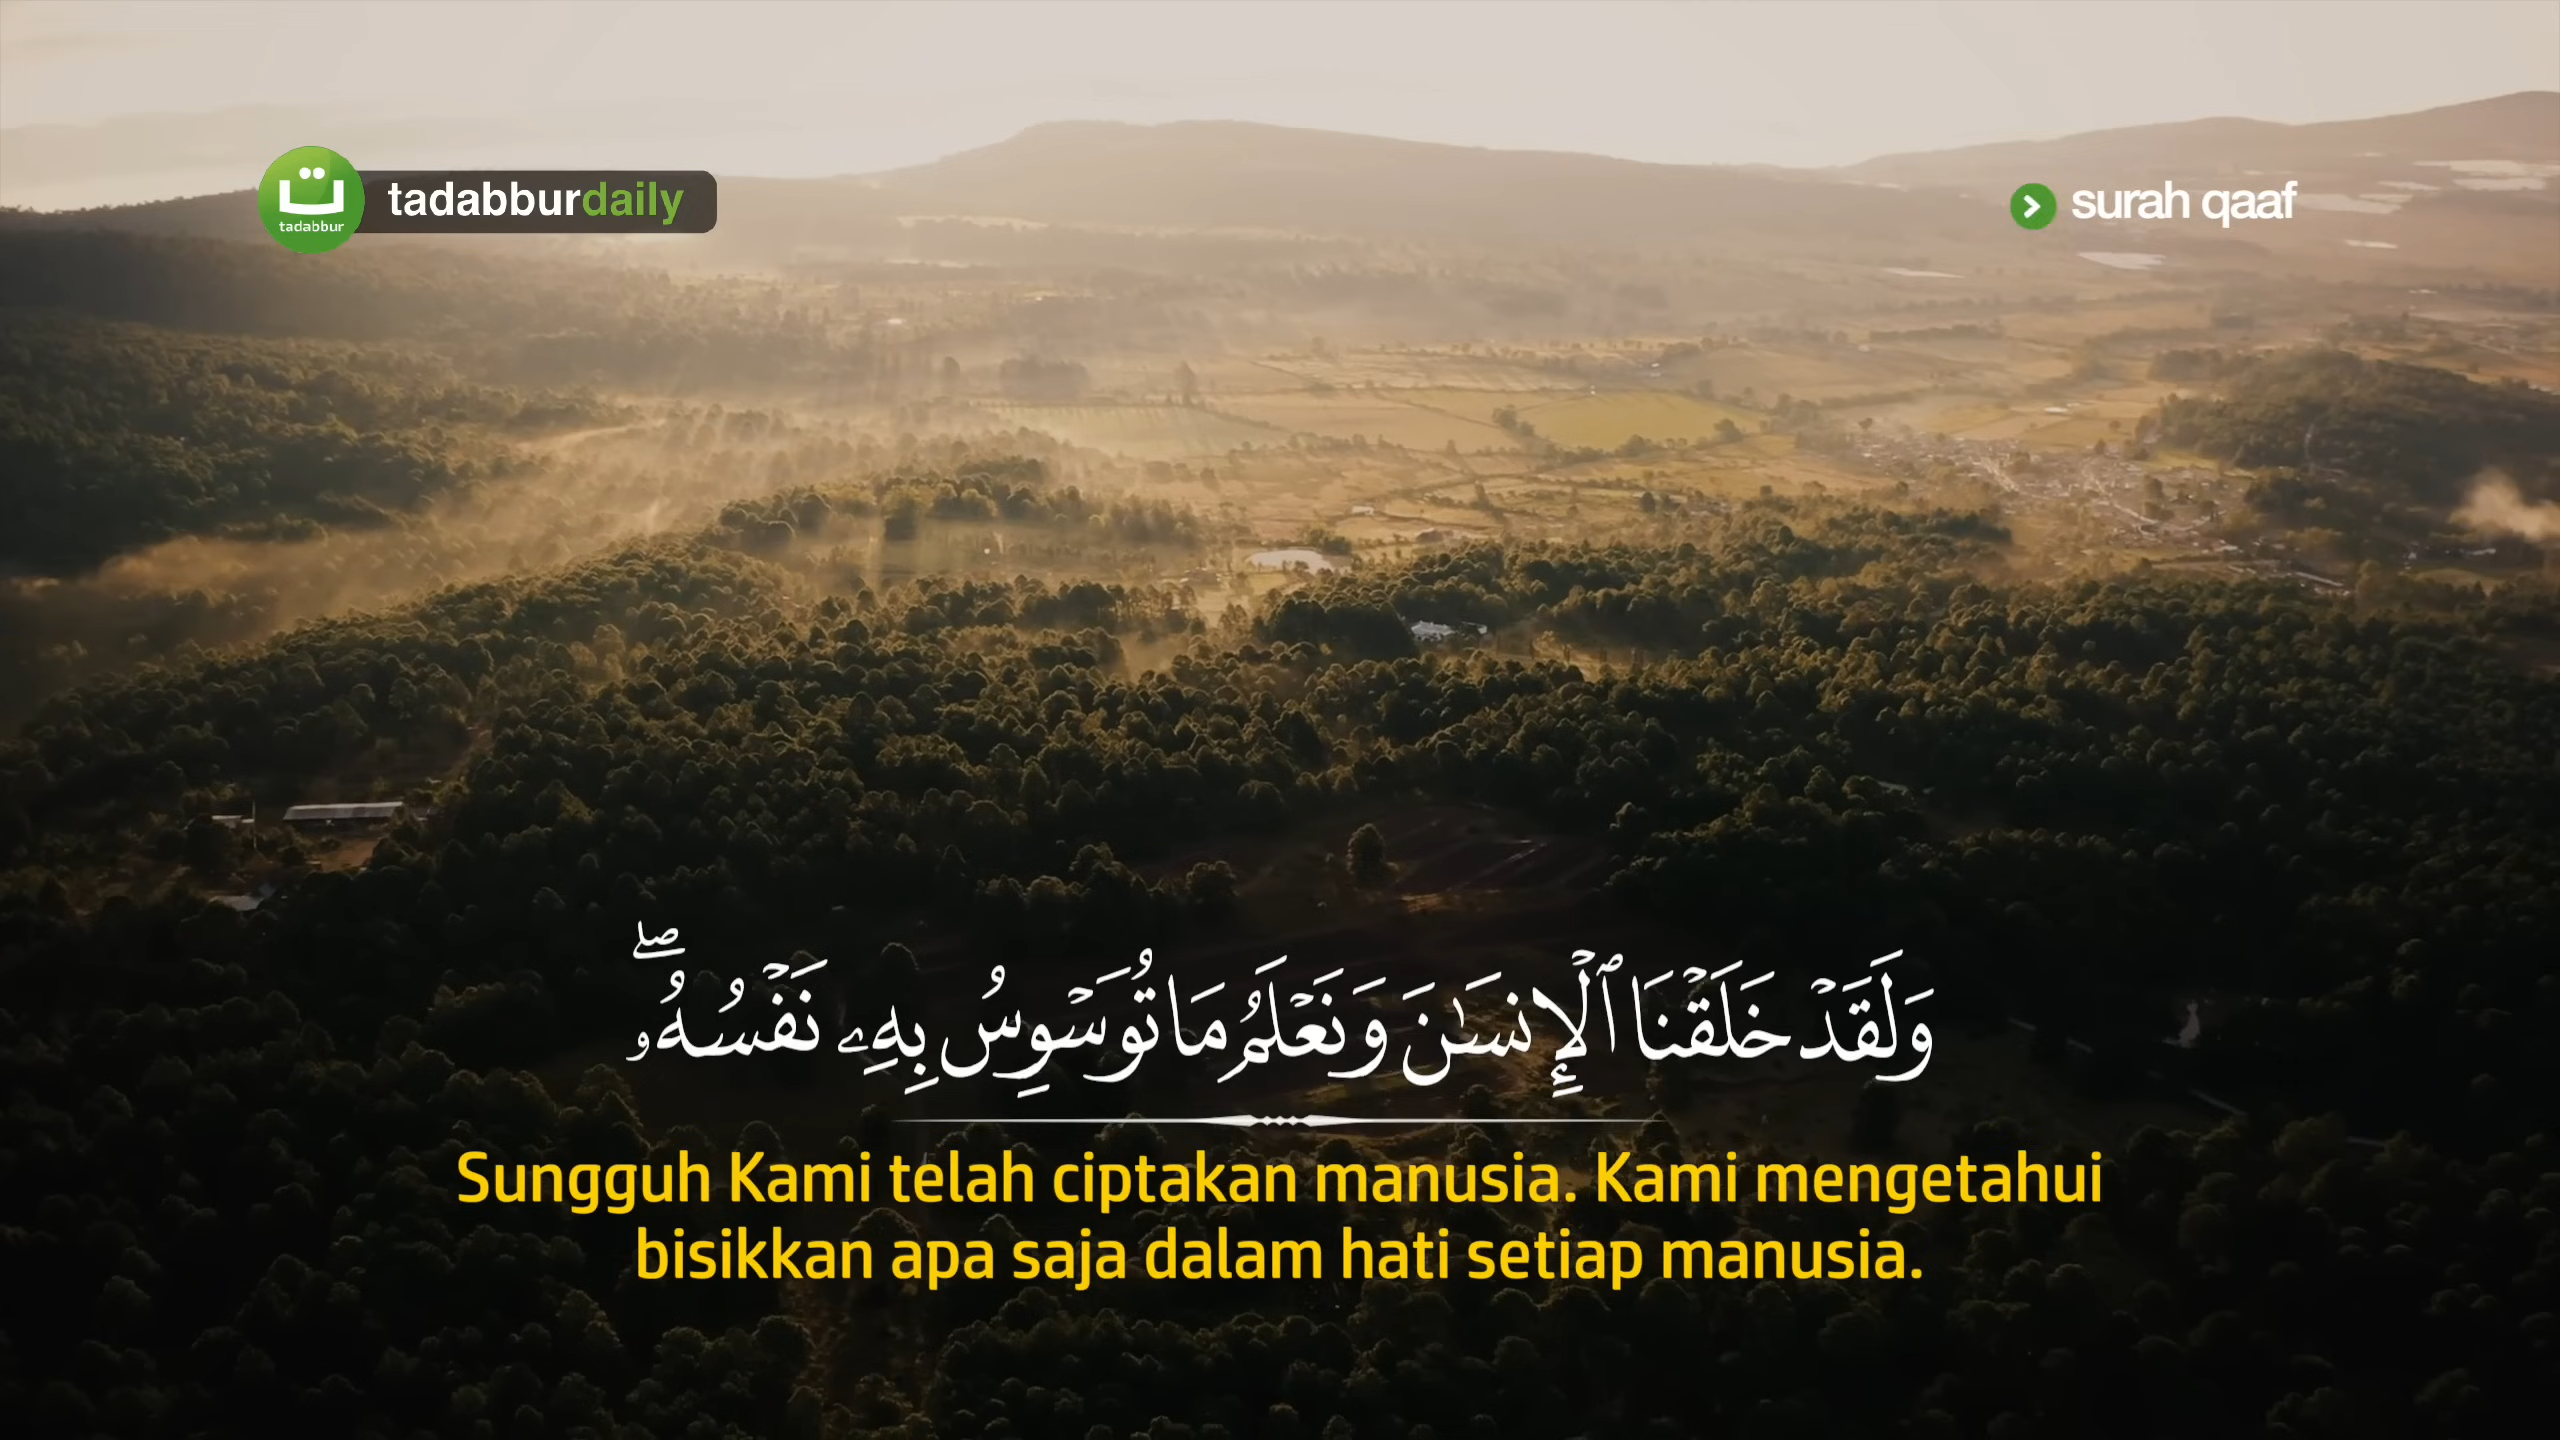 ت
tadabbur
tadabburdaily
surah qaaf
وَلَقَدْ خَلَقْنَا ٱلْإِنسَـٰنَ وَنَعْلَمُ مَا تُوَسْوِسُ بِهِۦ نَفْسُهُۥ ۖ
Sungguh Kami telah ciptakan manusia. Kami mengetahui
bisikkan apa saja dalam hati setiap manusia.